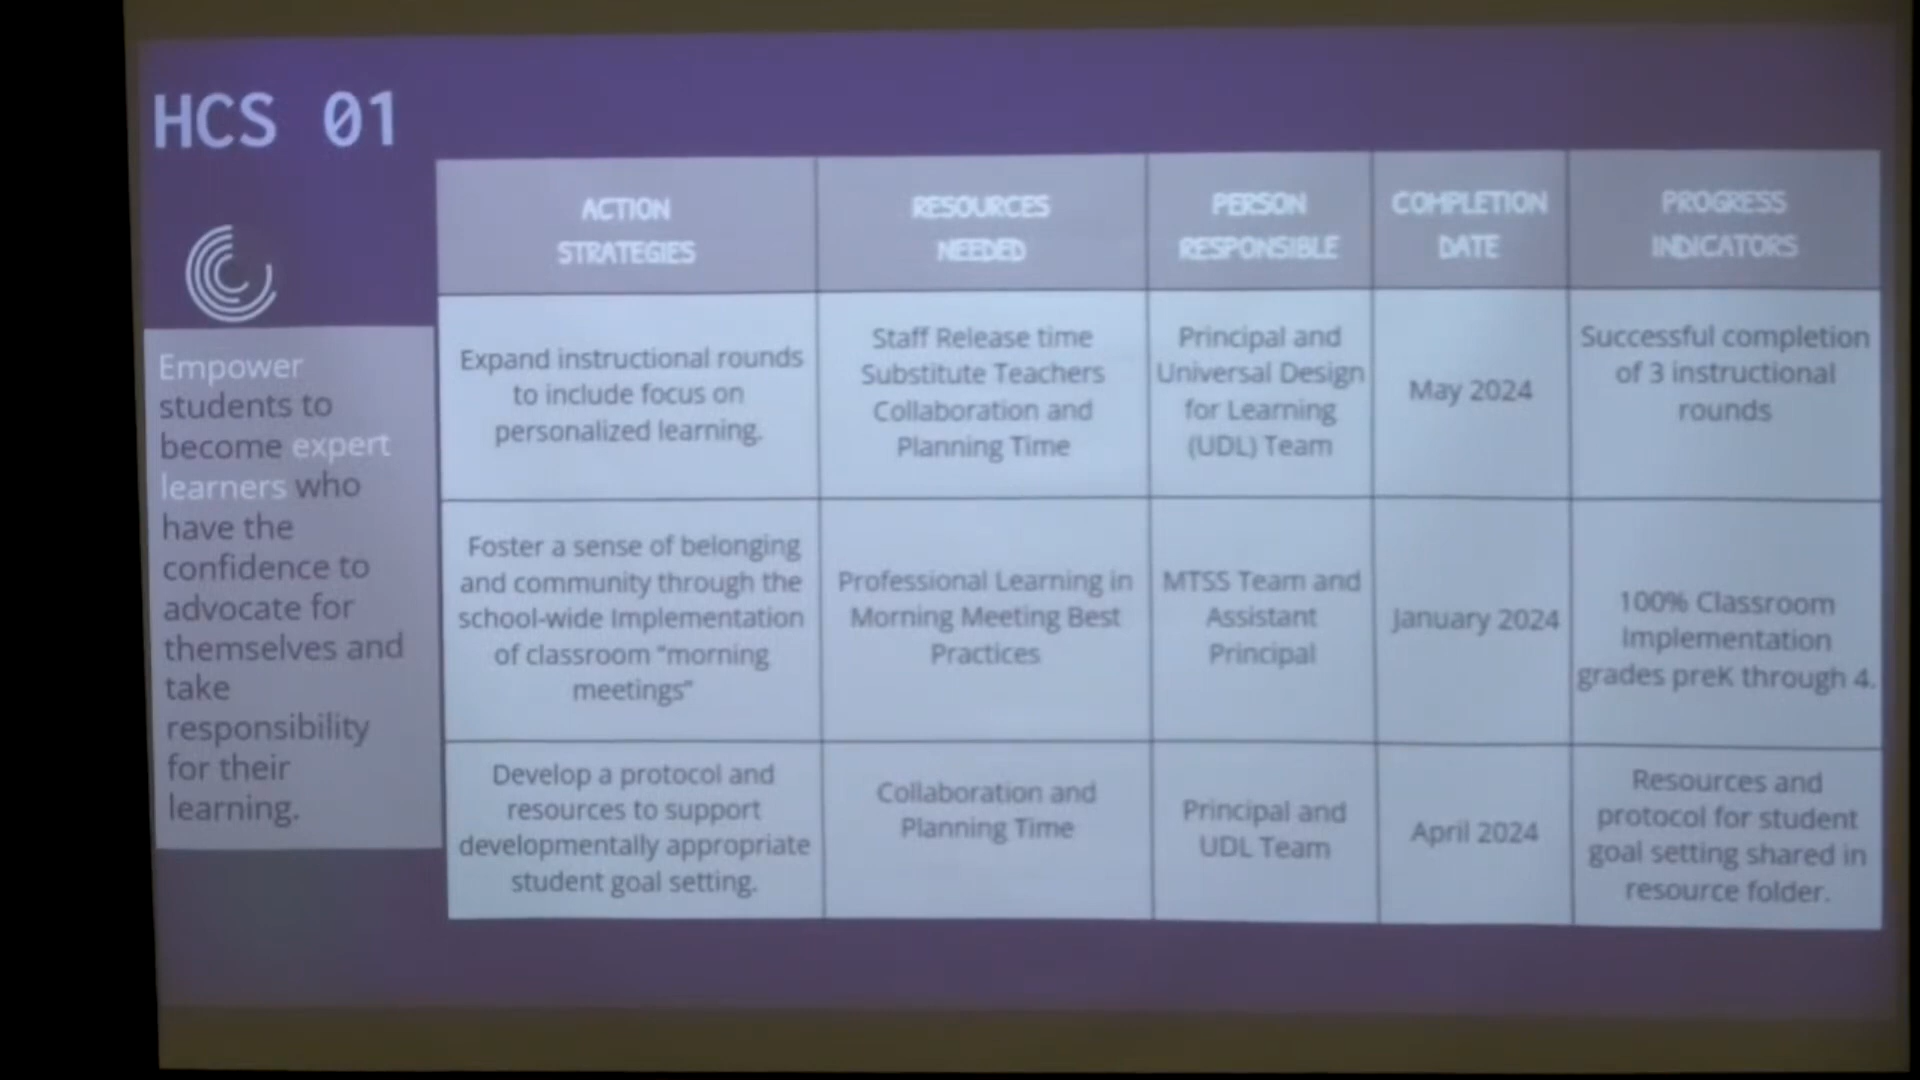 HCS 01
Empower
students to
become expert
learners who
have the
confidence to
advocate for
themselves and
take
responsibility
for their
learning.
ACTION
STRATEGIES
RESOURCES
NEEDED
PERSON
RESPONSIBLE
COMPLETION
DATE
PROGRESS
INDICATORS
Expand instructional rounds
to include focus on
personalized learning.
Staff Release time
Substitute Teachers
Collaboration and
Planning Time
Principal and
Universal Design
for Learning
(UDL) Team
May 2024
Successful completion
of 3 instructional
rounds
Foster a sense of belonging
and community through the
school-wide Implementation
of classroom “morning
meetings”
Professional Learning in
Morning Meeting Best
Practices
MTSS Team and
Assistant
Principal
January 2024
100% Classroom
Implementation
grades preK through 4.
Develop a protocol and
resources to support
developmentally appropriate
student goal setting.
Collaboration and
Planning Time
Principal and
UDL Team
April 2024
Resources and
protocol for student
goal setting shared in
resource folder.